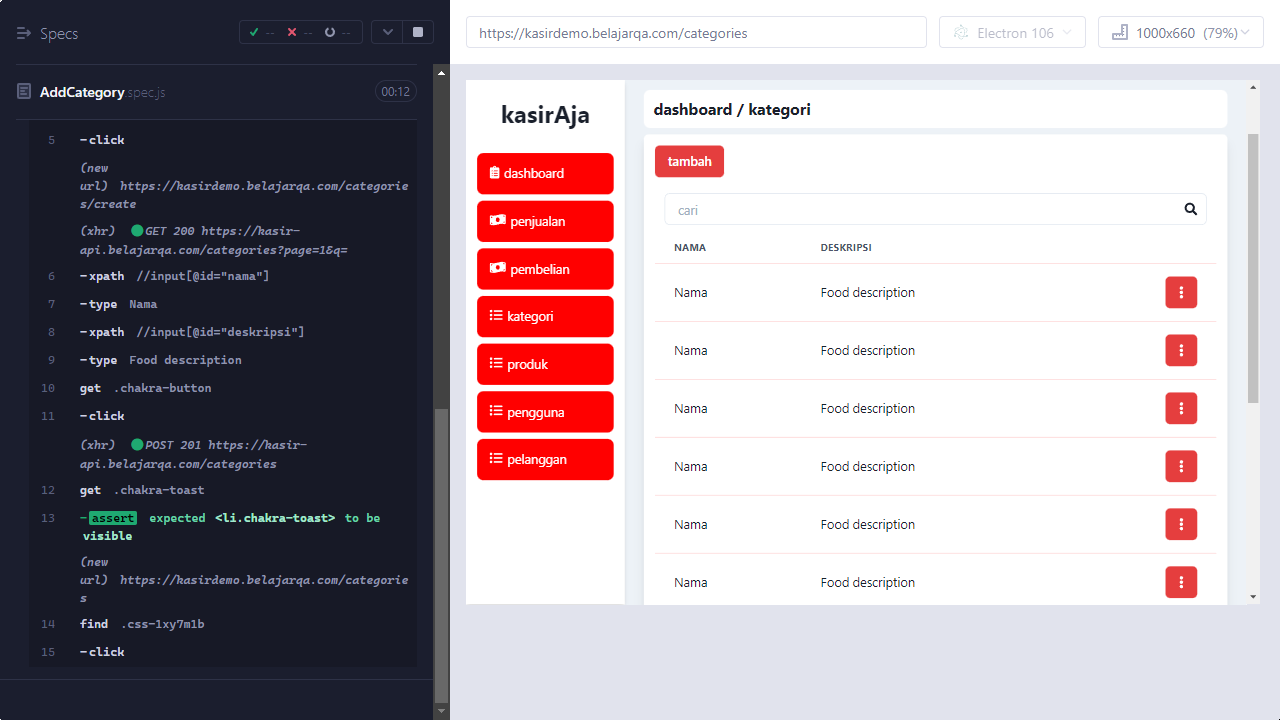 Specs
-- -- --
AddCategory.spec.js 00:12
5 -click
(new
url) https://kasirdemo.belajarqa.com/categorie
s/create
(xhr) GET 200 https://kasir-
api.belajarqa.com/categories?page=1&q=
6 -xpath //input[@id="nama"]
7 -type Nama
8 -xpath //input[@id="deskripsi"]
9 -type Food description
10 get .chakra-button
11 -click
(xhr) POST 201 https://kasir-
api.belajarqa.com/categories
12 get .chakra-toast
13 -assert expected <li.chakra-toast> to be
visible
(new
url) https://kasirdemo.belajarqa.com/categorie
s
14 find .css-1xy7m1b
15 -click
https://kasirdemo.belajarqa.com/categories
Electron 106
1000x660 (79%)
kasirAja
dashboard
penjualan
pembelian
kategori
produk
pengguna
pelanggan
dashboard / kategori
tambah
cari
NAMA DESKRIPSI
Nama Food description
Nama Food description
Nama Food description
Nama Food description
Nama Food description
Nama Food description